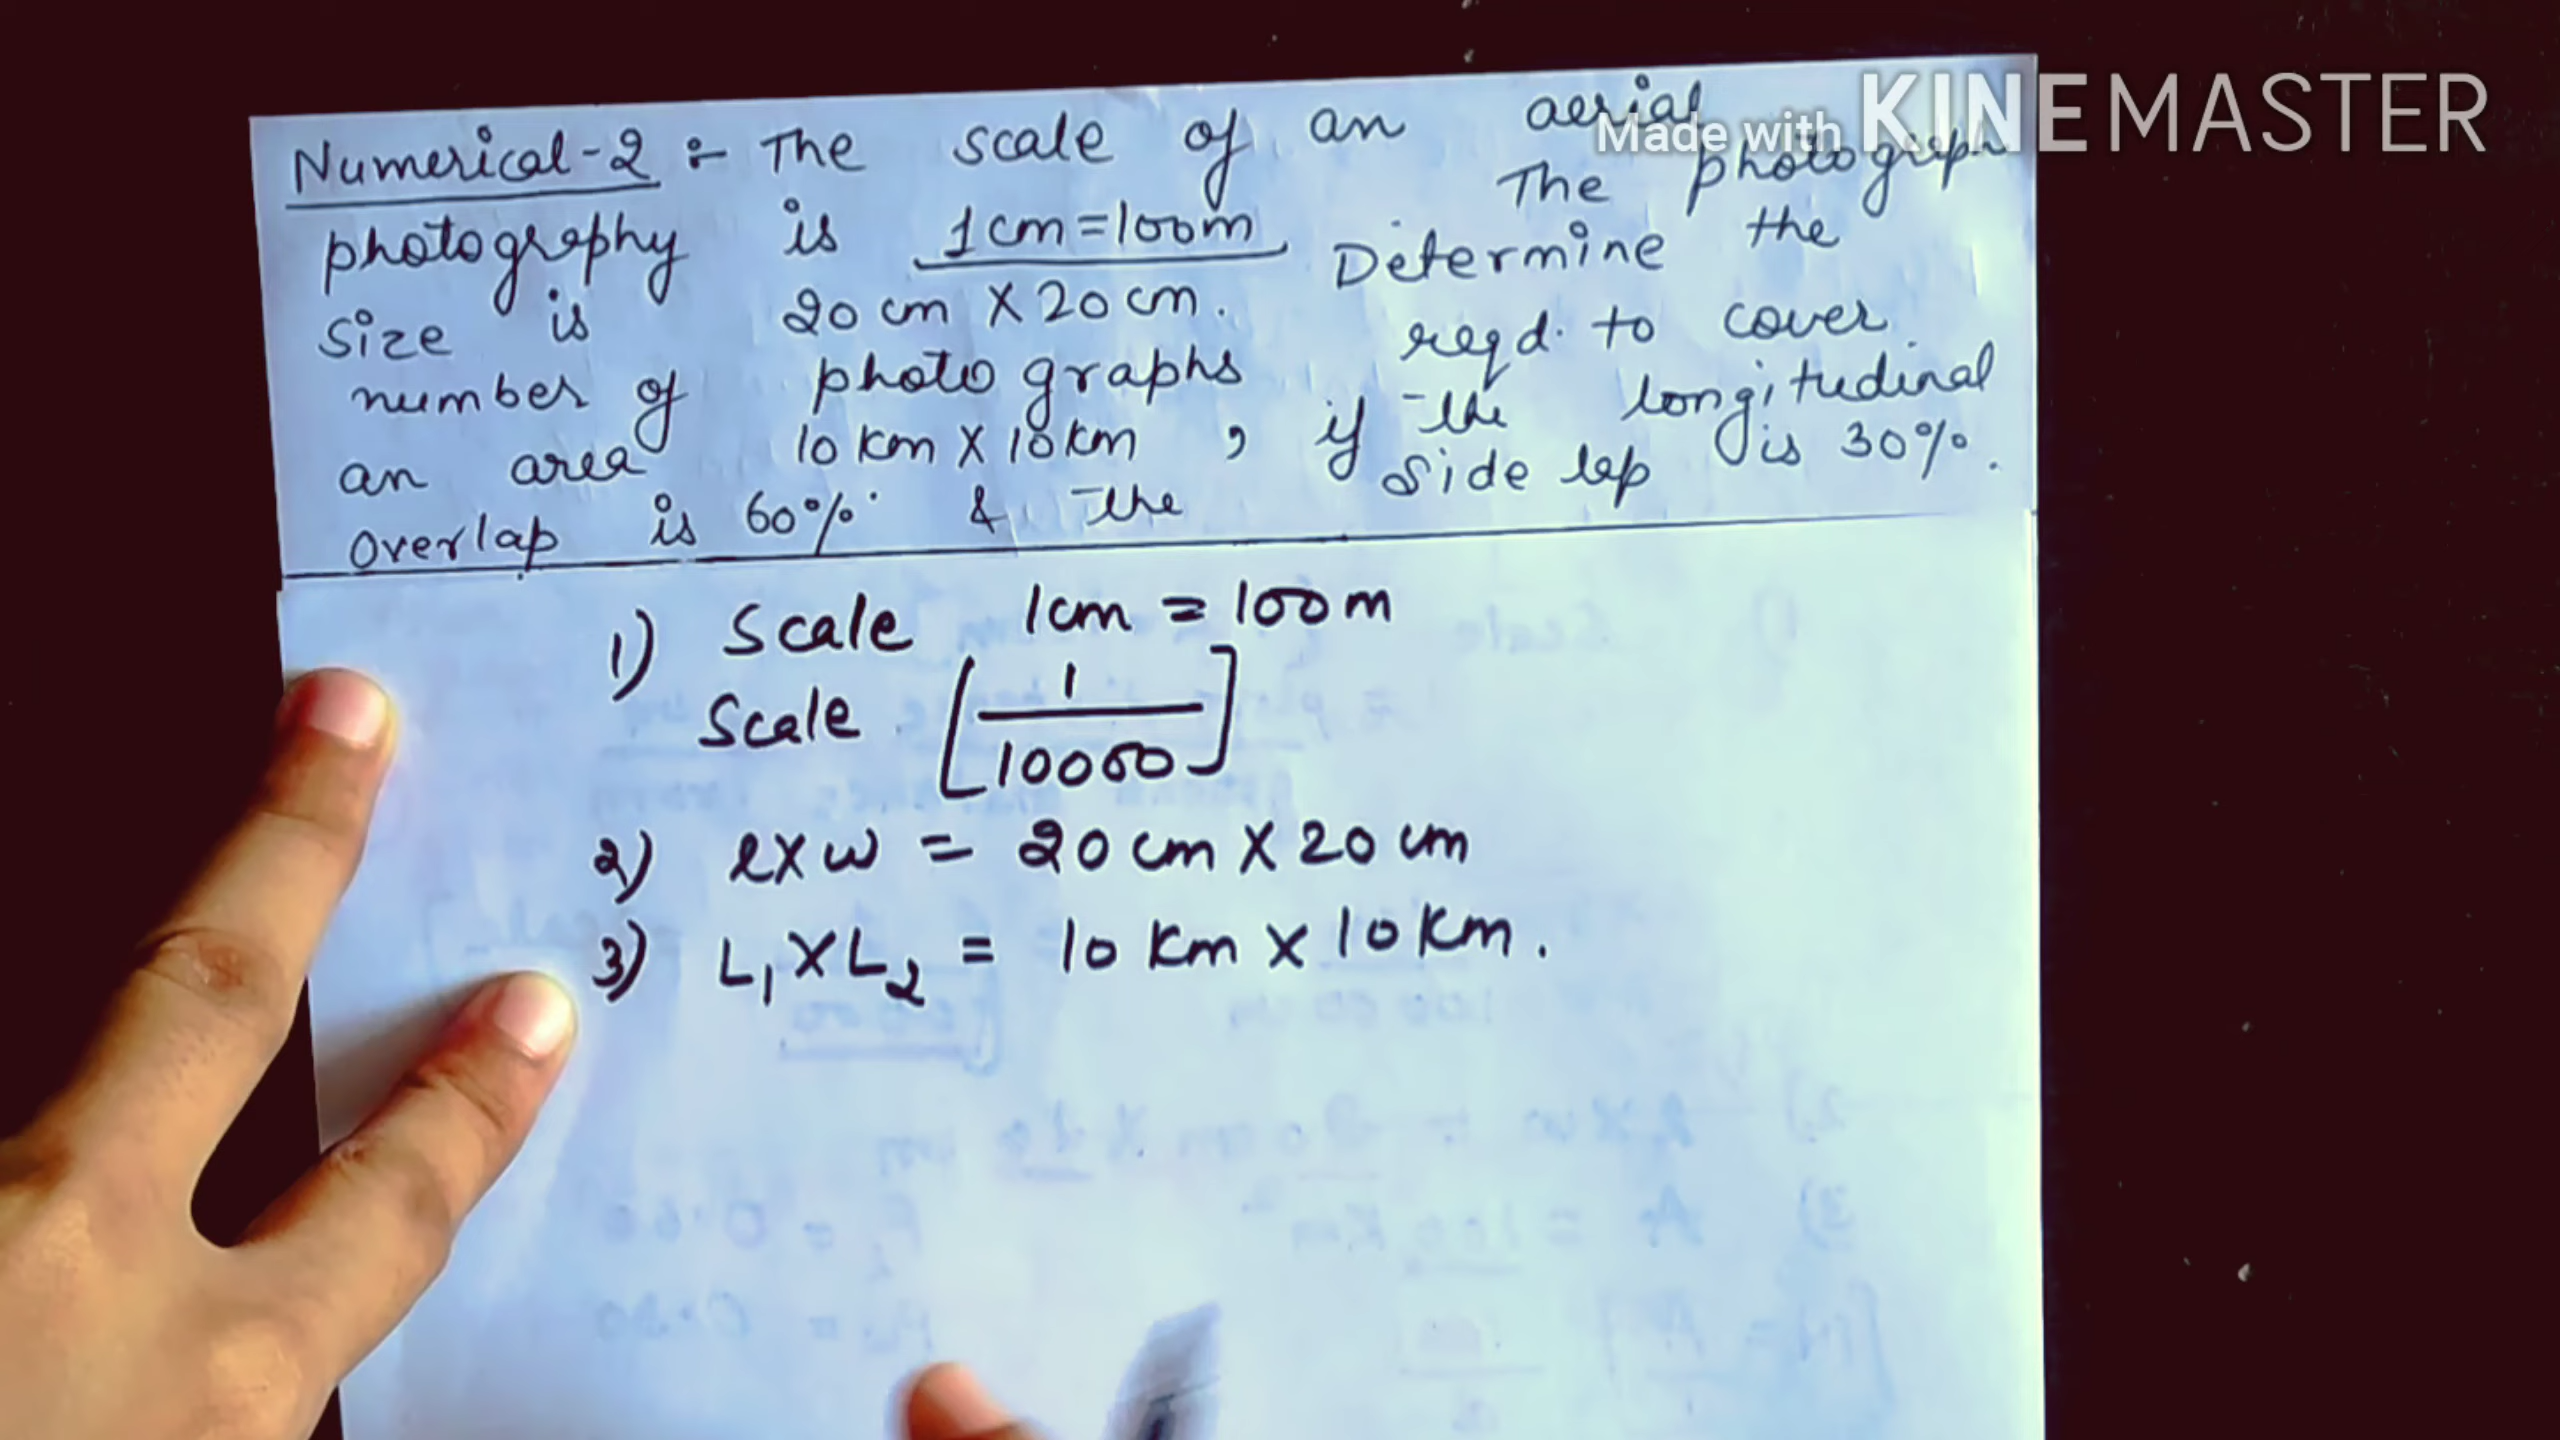 Made with KINEMASTER
Numerical-2 :- The scale of an aerial
photography is 1cm=100m. The photograph
size is 20 cm X 20 cm. Determine the
number of photo graphs reqd. to cover
an area 10 km X 10 km , if the longitudinal
overlap is 60% & the side lap is 30%.
1) Scale 1cm = 100m
Scale [1/10000]
2) l X w = 20 cm X 20 cm
3) L1 X L2 = 10 Km X 10 Km.